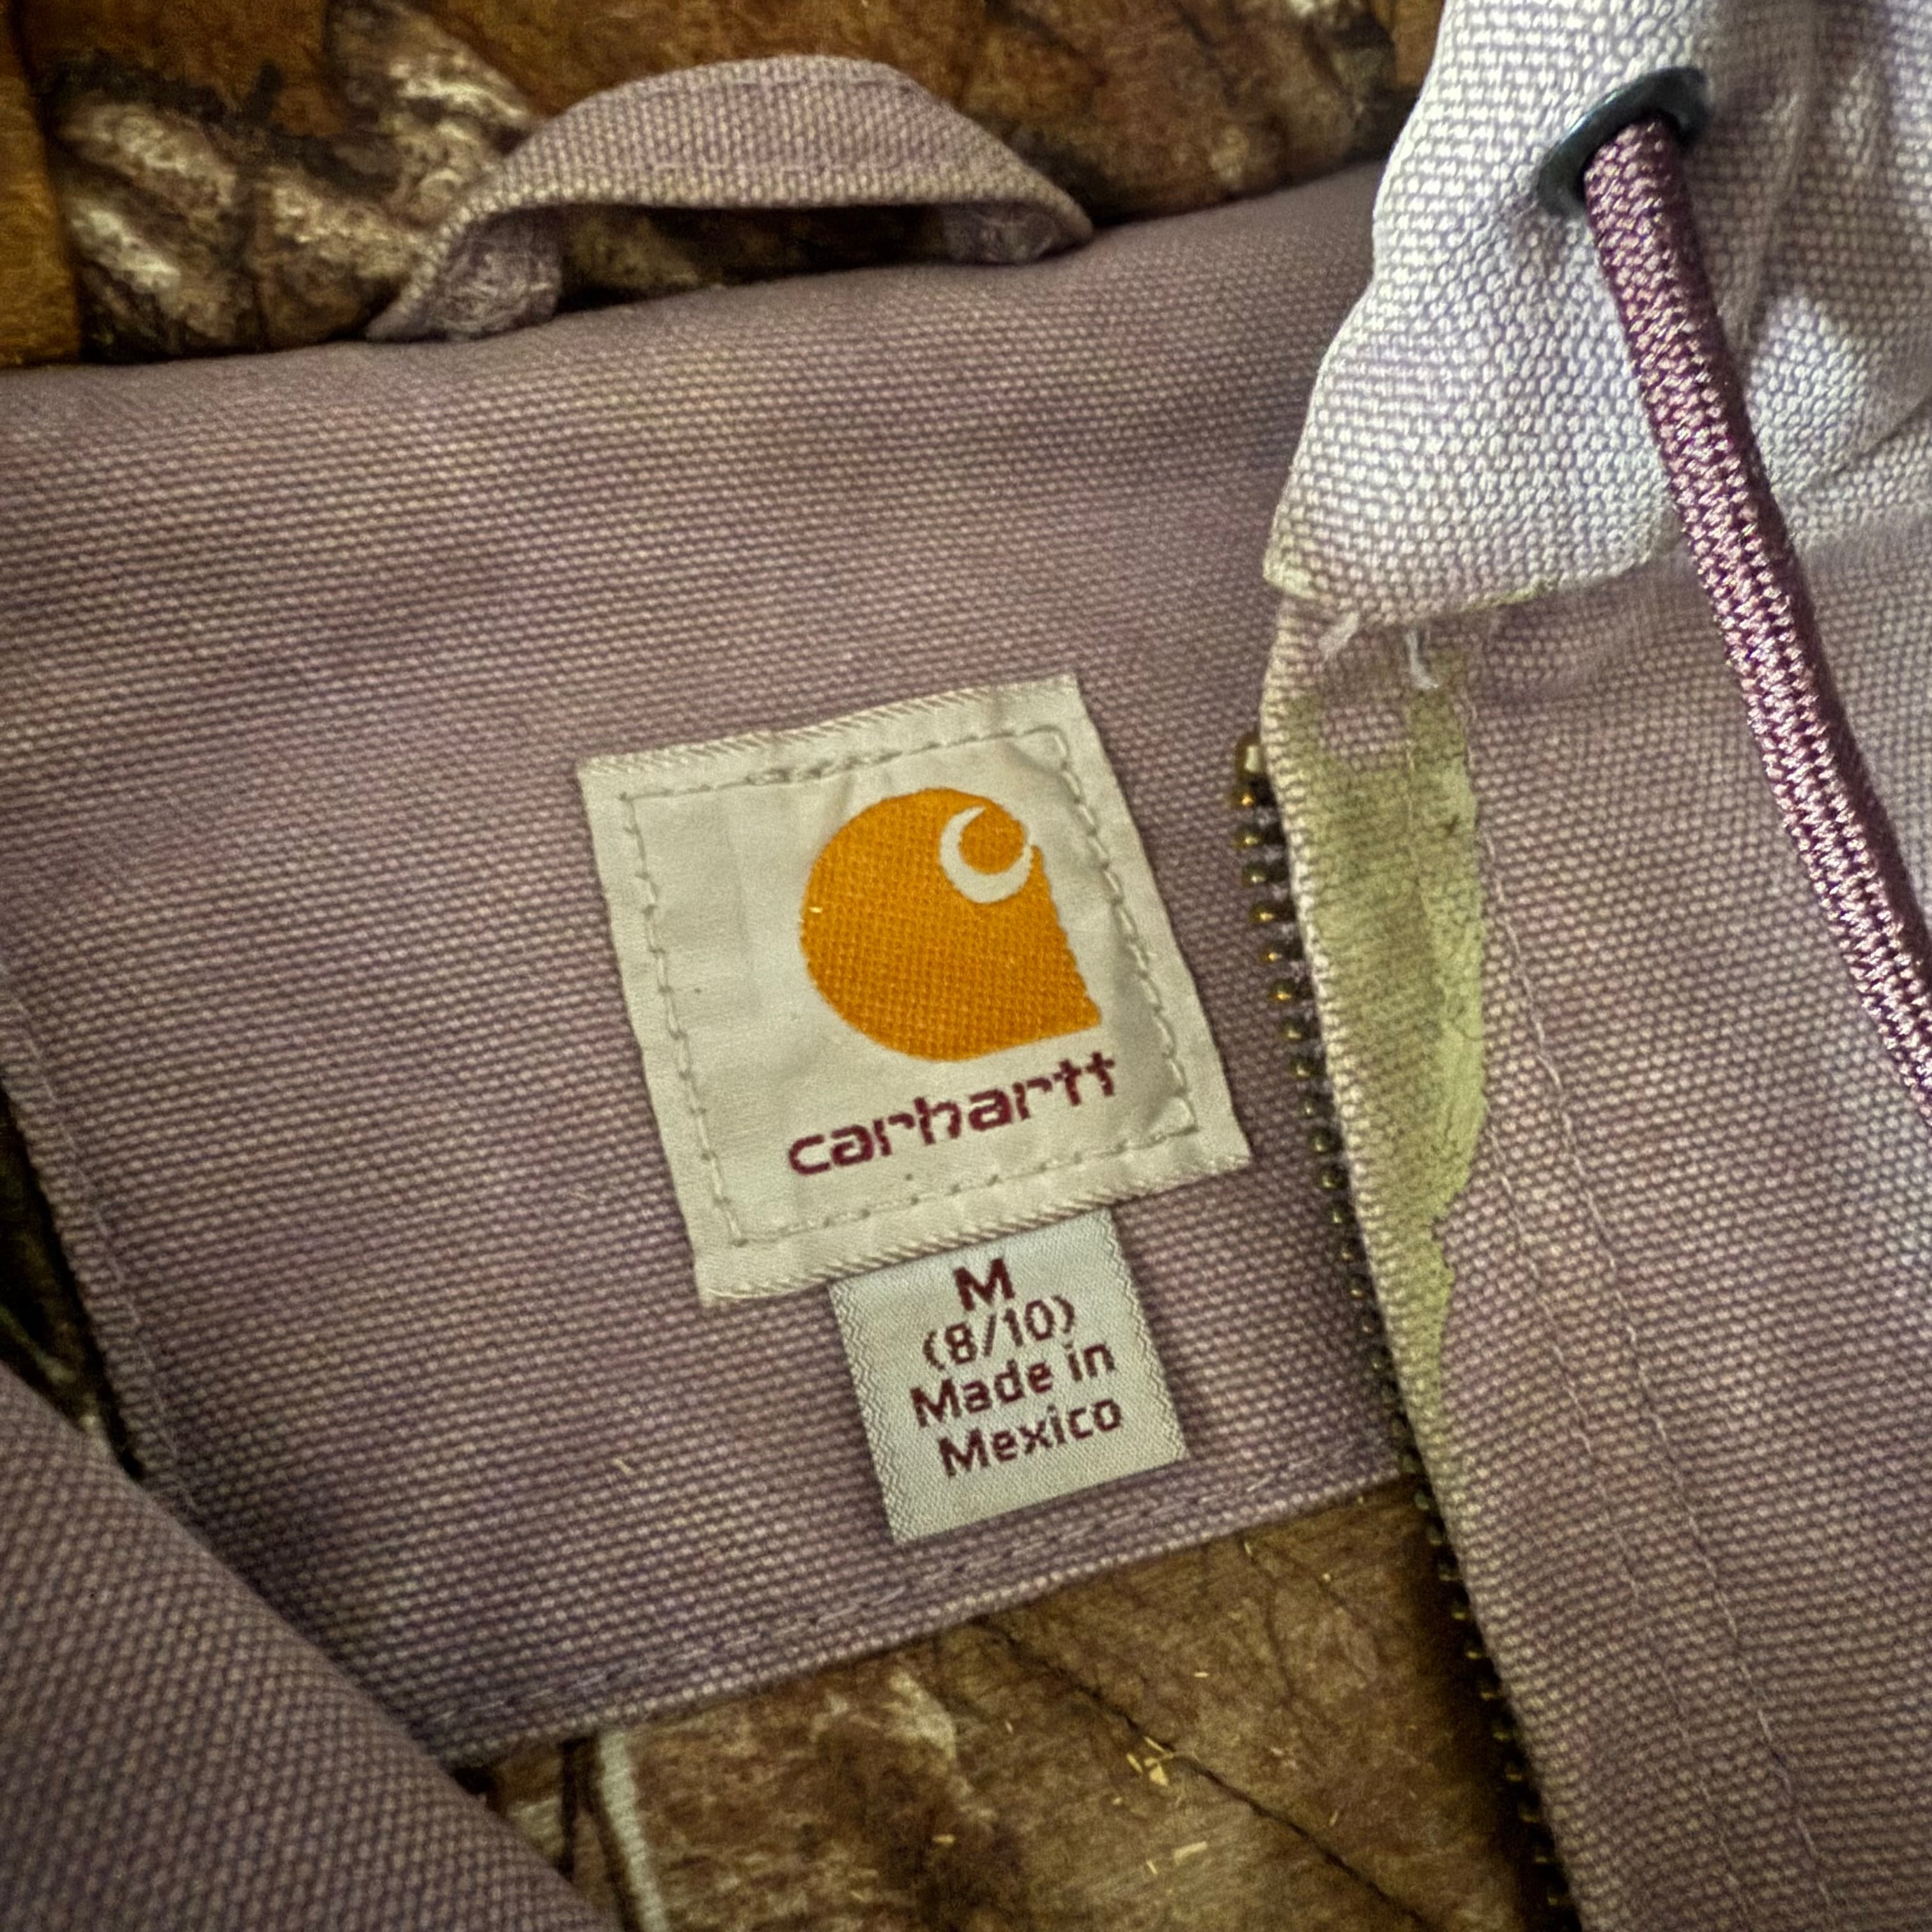 carhartt
M
(8/10)
Made in
Mexico